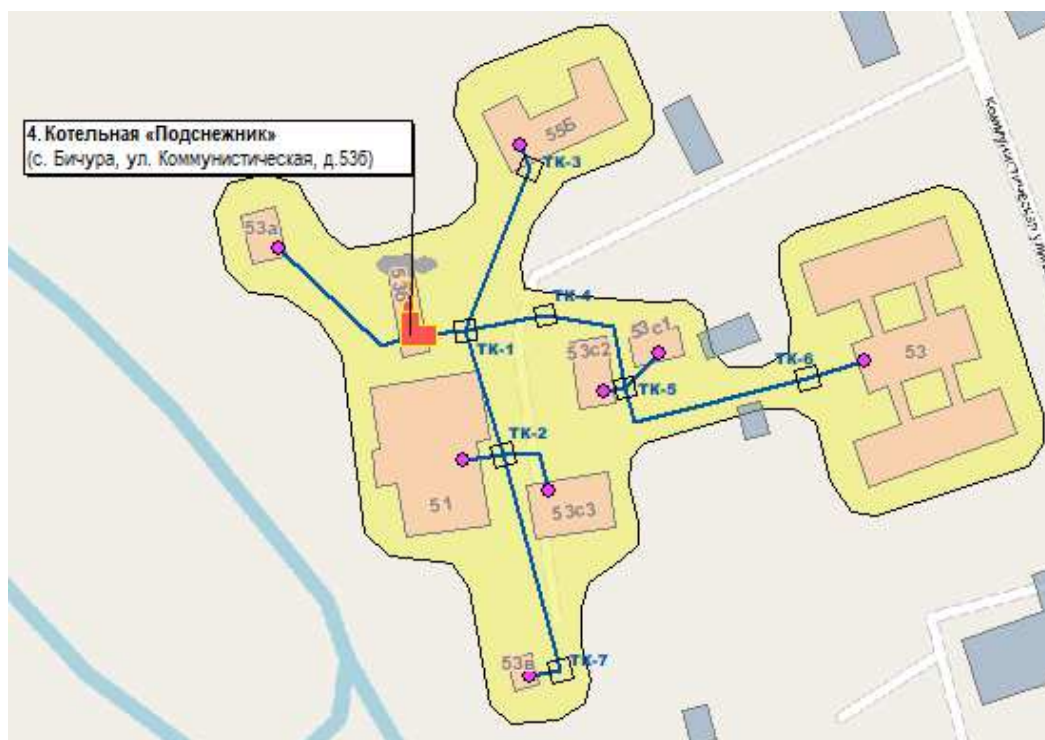 4. Котельная «Подснежник»
(с. Бичура, ул. Коммунистическая, д.53б)
55Б
ТК-3
Коммунистическая улица
53а
53б
ТК-4
ТК-1
53с1
53с2
53
ТК-6
ТК-5
ТК-2
51
53с3
53в
ТК-7